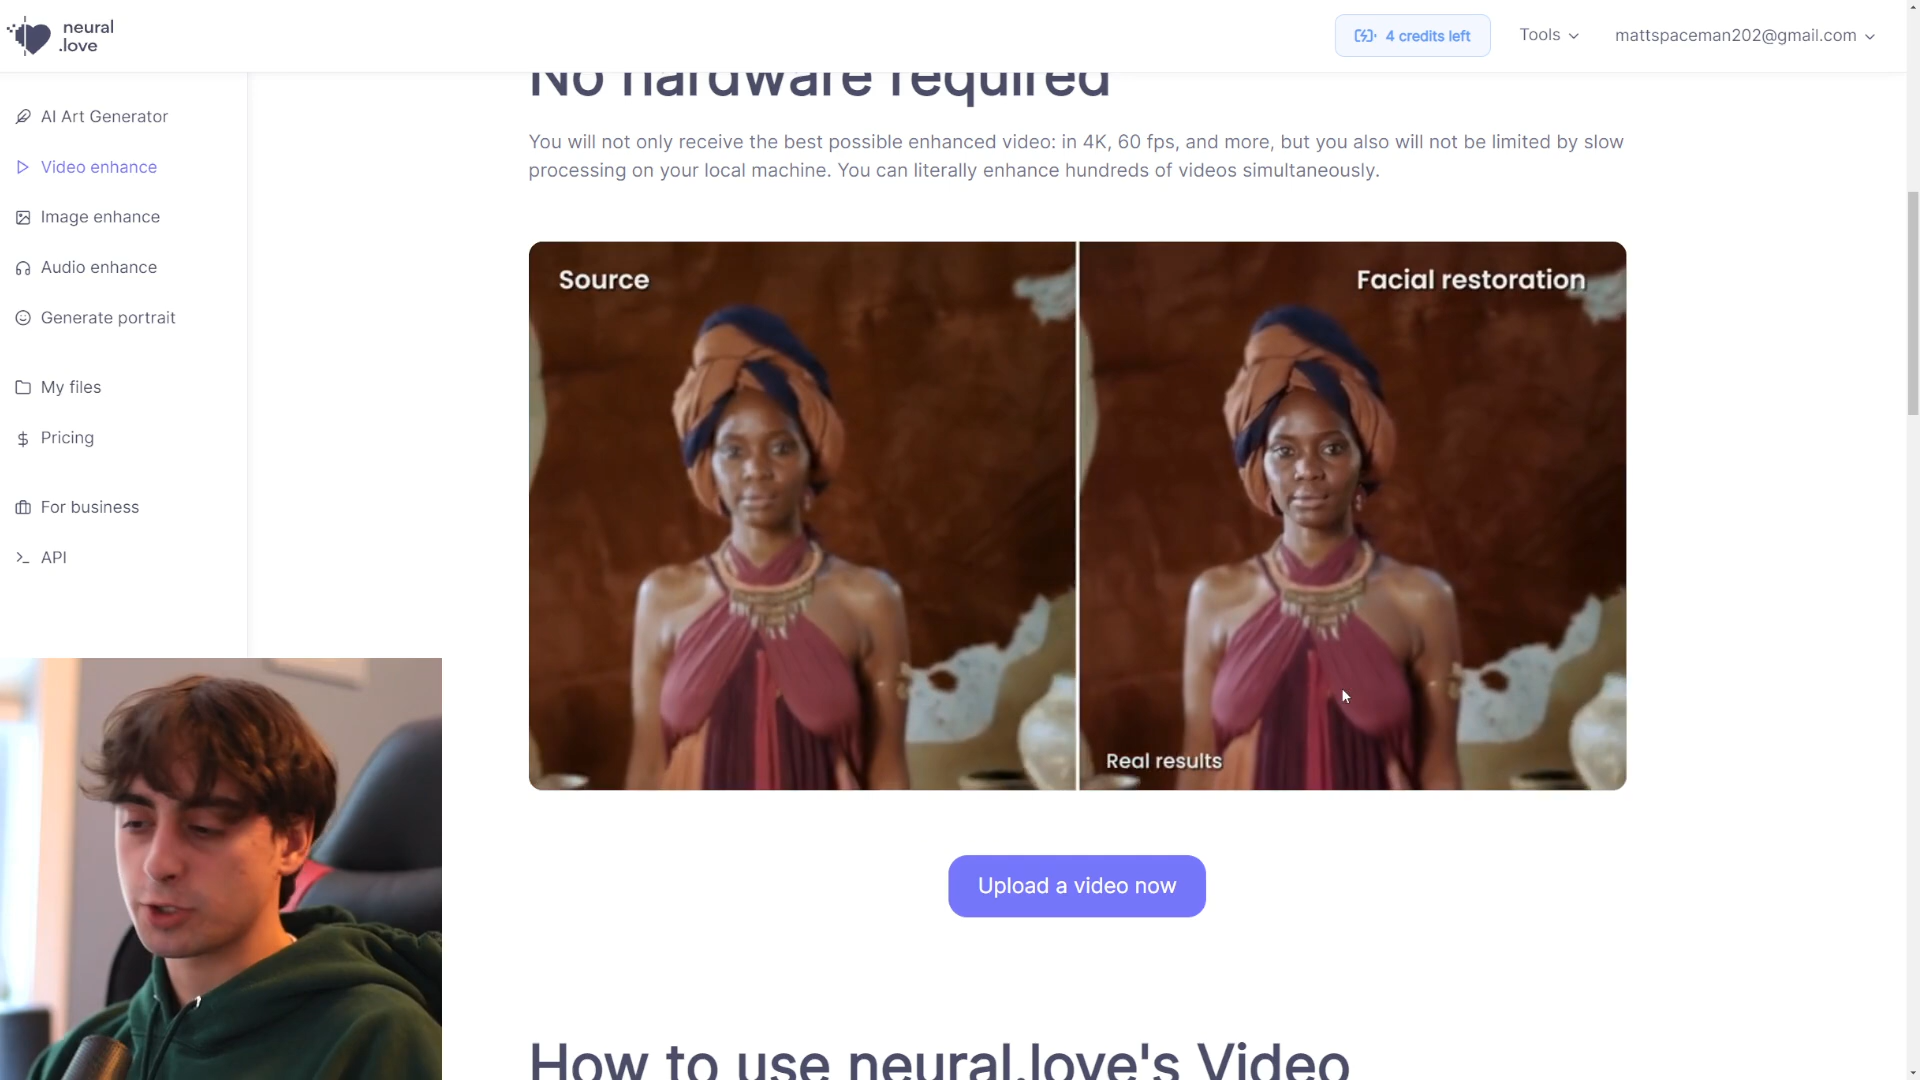 neural
.love
4 credits left
Tools
mattspaceman202@gmail.com
AI Art Generator
Video enhance
Image enhance
Audio enhance
Generate portrait
My files
Pricing
For business
API
No hardware required
You will not only receive the best possible enhanced video: in 4K, 60 fps, and more, but you also will not be limited by slow
processing on your local machine. You can literally enhance hundreds of videos simultaneously.
Source
Facial restoration
Real results
Upload a video now
How to use neural.love's Video